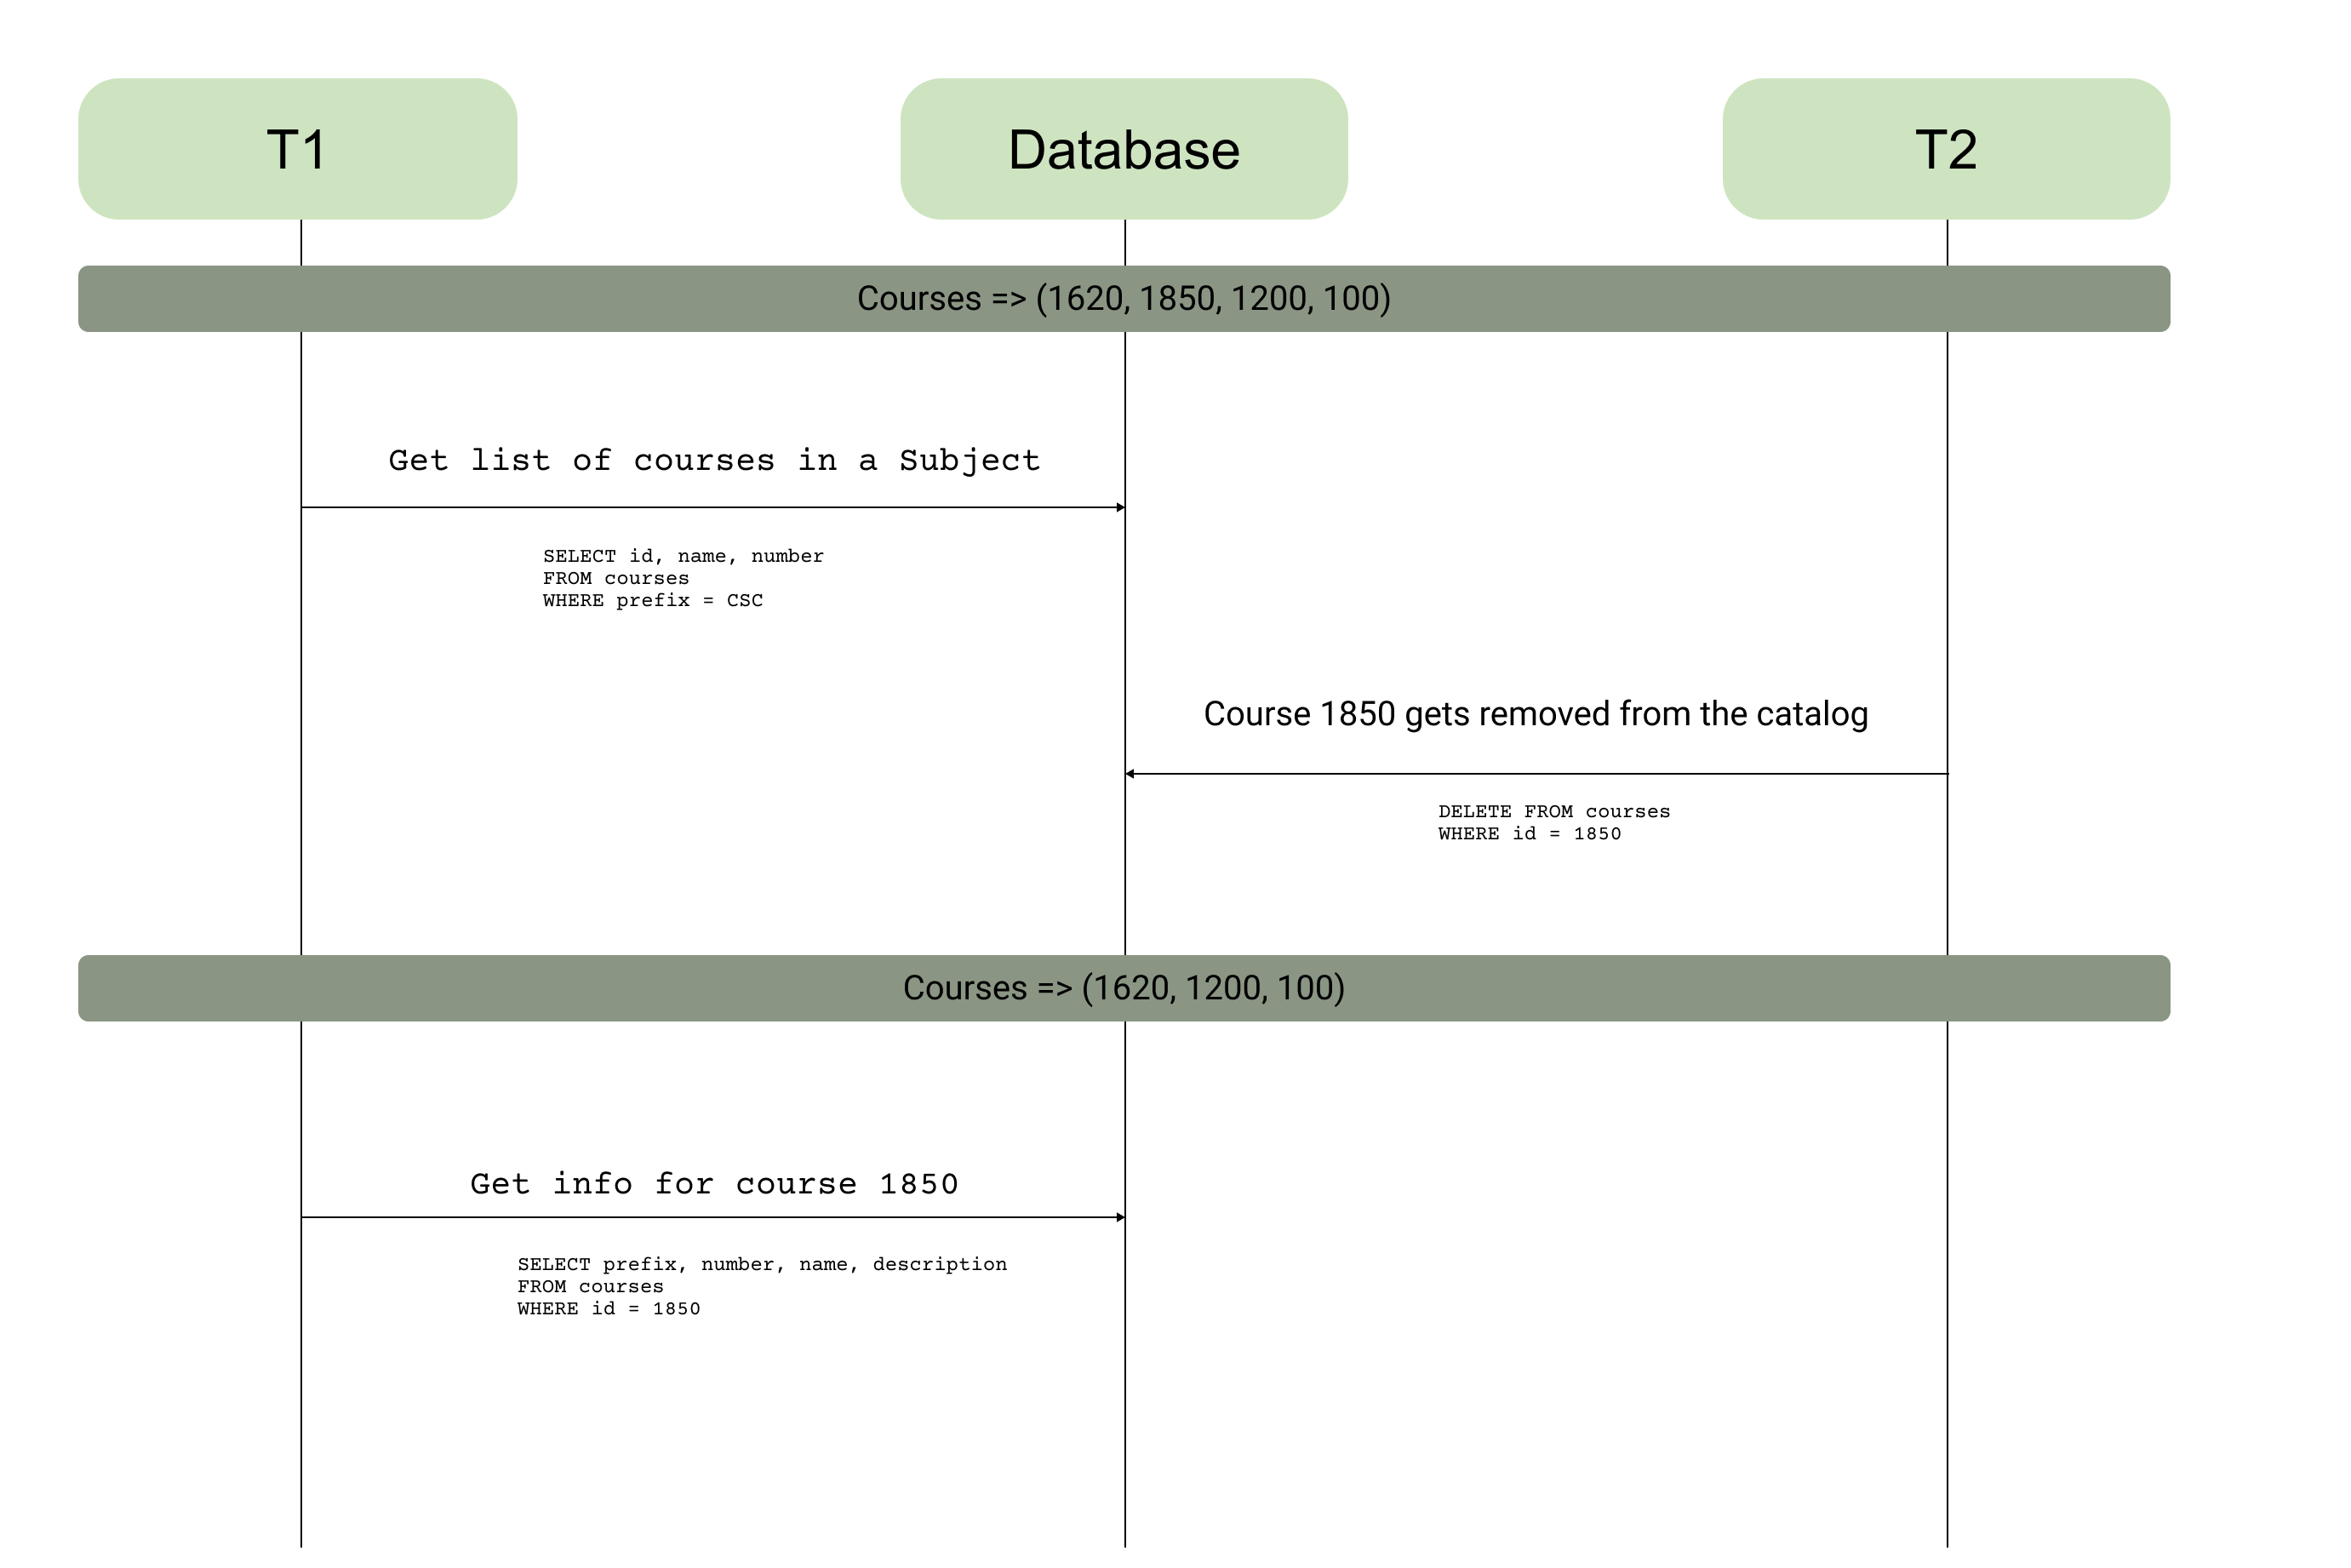 T1
Database
T2
Courses => (1620, 1850, 1200, 100)
Get list of courses in a Subject
SELECT id, name, number
FROM courses
WHERE prefix = CSC
Course 1850 gets removed from the catalog
DELETE FROM courses
WHERE id = 1850
Courses => (1620, 1200, 100)
Get info for course 1850
SELECT prefix, number, name, description
FROM courses
WHERE id = 1850